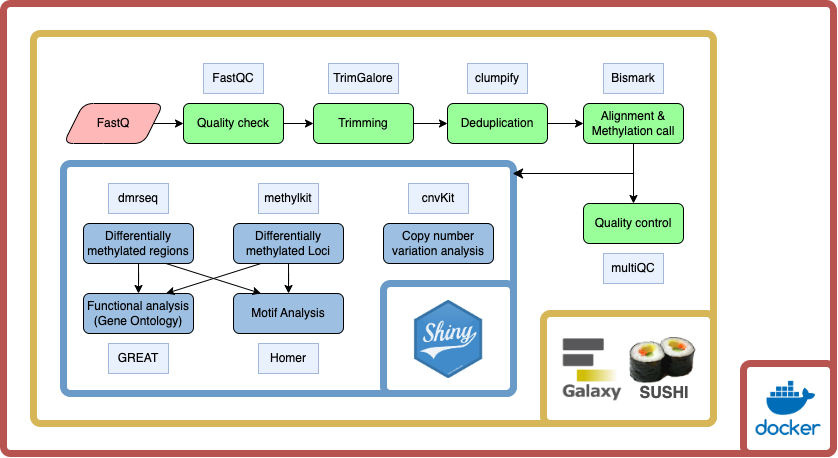 FastQC
TrimGalore
clumpify
Bismark
FastQ
Quality check
Trimming
Deduplication
Alignment &
Methylation call
dmrseq
methylkit
cnvKit
Differentially
methylated regions
Differentially
methylated Loci
Copy number
variation analysis
Quality control
multiQC
Functional analysis
(Gene Ontology)
Motif Analysis
GREAT
Homer
Shiny
Galaxy
SUSHI
docker